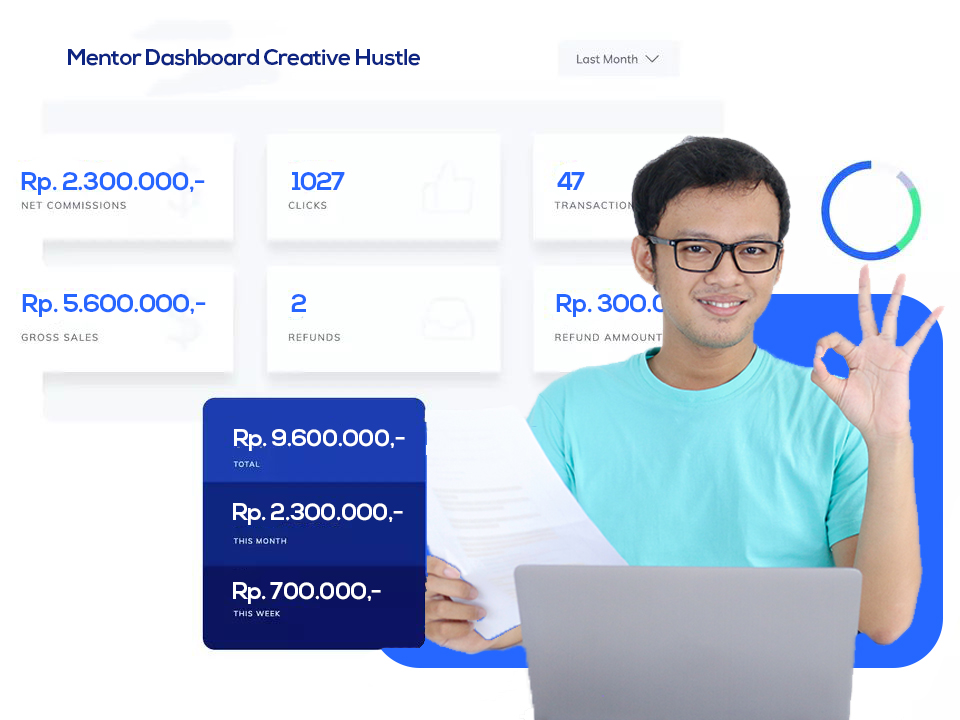 Mentor Dashboard Creative Hustle
Last Month
Rp. 2.300.000,-
NET COMMISSIONS
1027
CLICKS
47
TRANSACTION
Rp. 5.600.000,-
GROSS SALES
2
REFUNDS
Rp. 300.0
REFUND AMMOUNT
Rp. 9.600.000,-
TOTAL
Rp. 2.300.000,-
THIS MONTH
Rp. 700.000,-
THIS WEEK